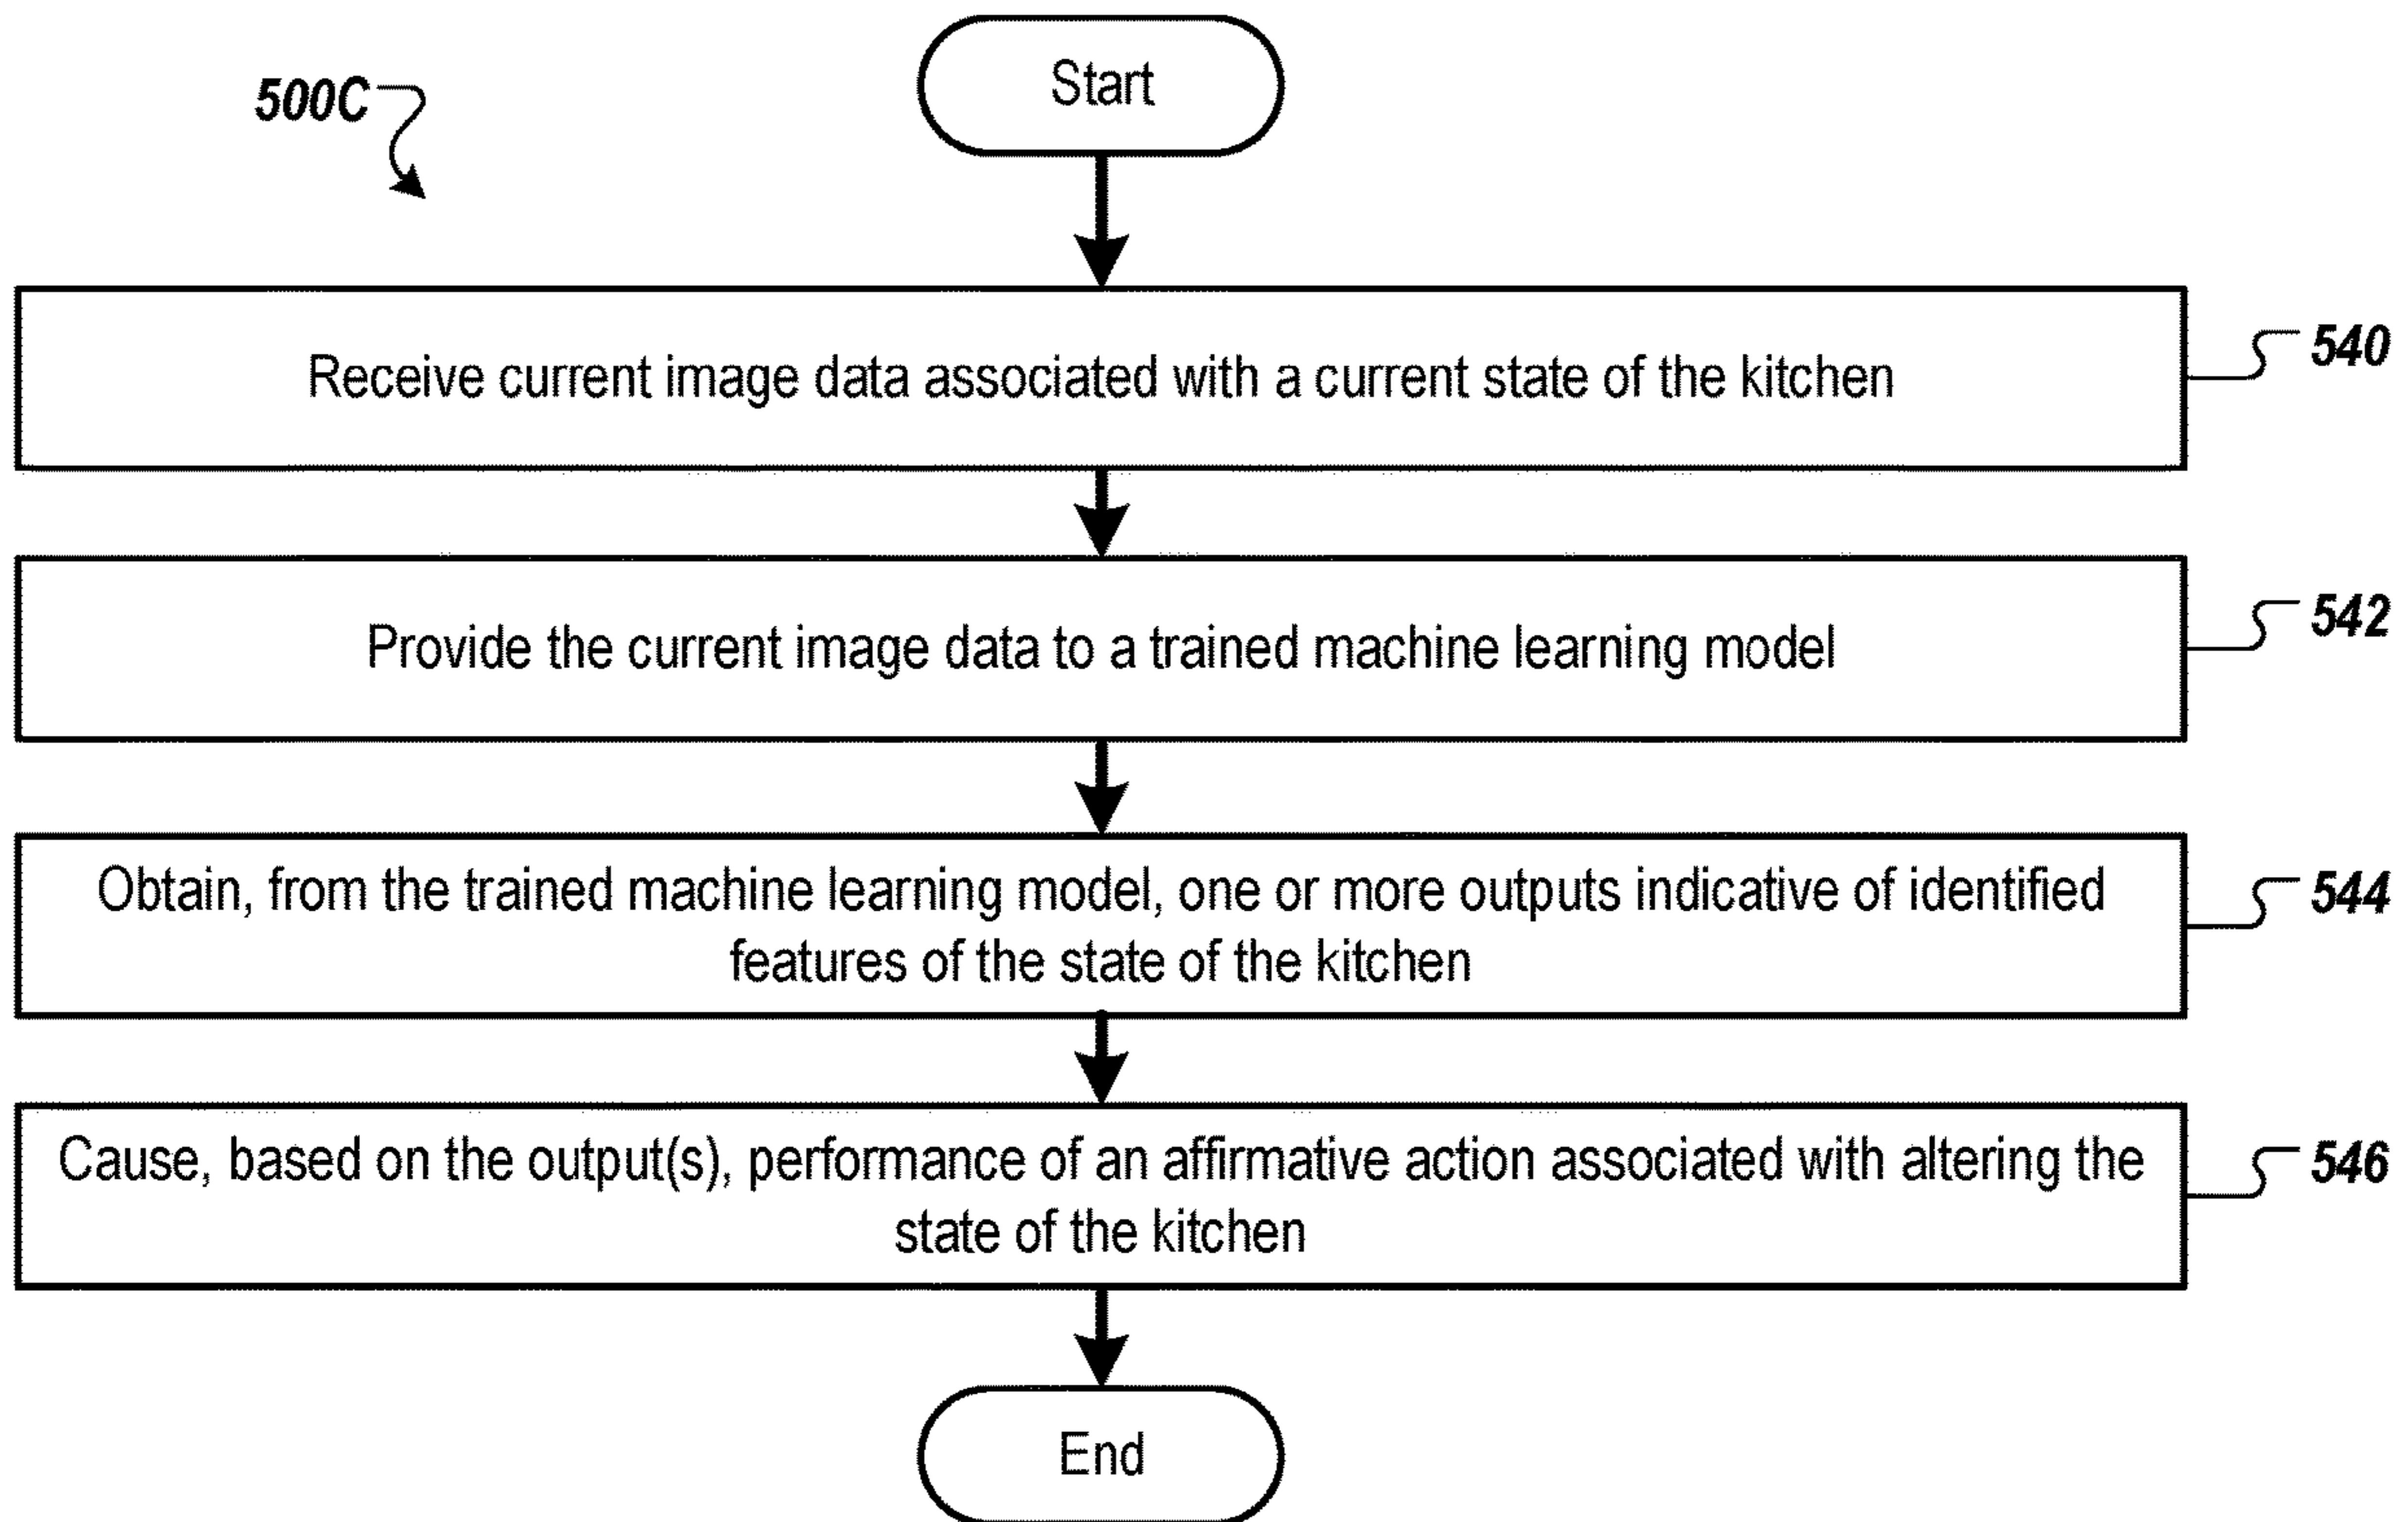 500C
Start
Receive current image data associated with a current state of the kitchen
540
Provide the current image data to a trained machine learning model
542
Obtain, from the trained machine learning model, one or more outputs indicative of identified
features of the state of the kitchen
544
Cause, based on the output(s), performance of an affirmative action associated with altering the
state of the kitchen
546
End